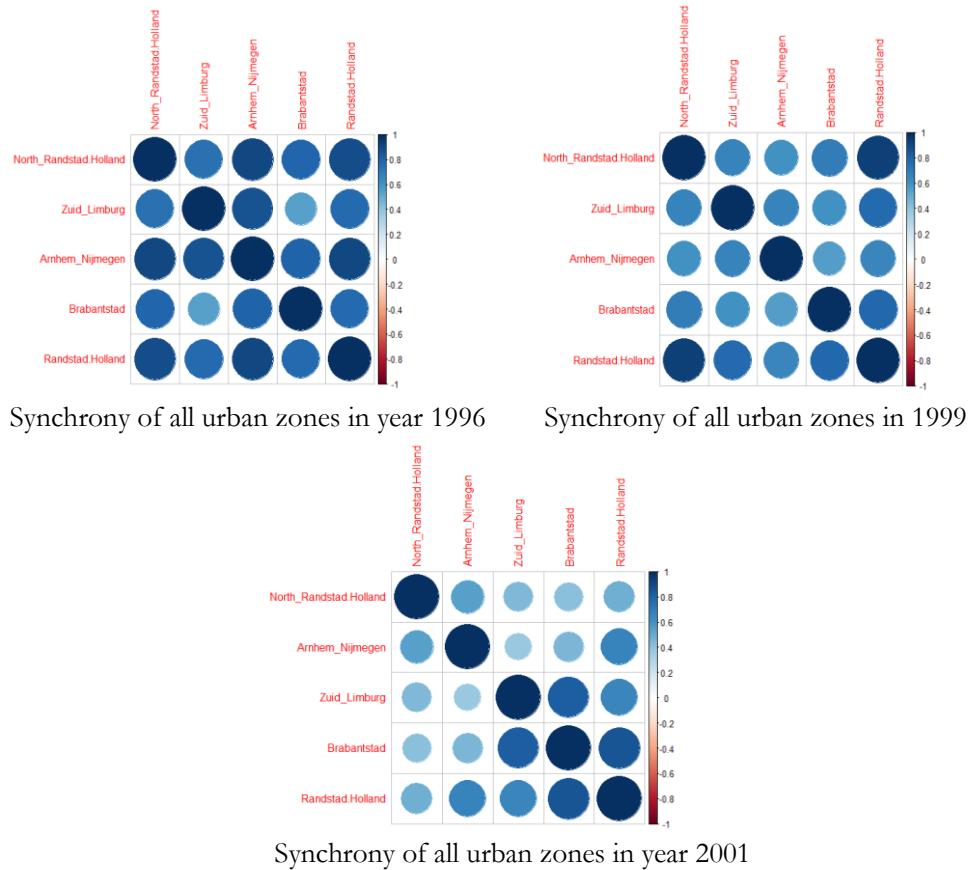 North_Randstad.Holland
Zuid_Limburg
Arnhem_Nijmegen
Brabantstad
Randstad.Holland
North_Randstad.Holland
Zuid_Limburg
Arnhem_Nijmegen
Brabantstad
Randstad.Holland
1
0.8
0.6
0.4
0.2
0
-0.2
-0.4
-0.6
-0.8
-1
Synchrony of all urban zones in year 1996
North_Randstad.Holland
Zuid_Limburg
Arnhem_Nijmegen
Brabantstad
Randstad.Holland
North_Randstad.Holland
Zuid_Limburg
Arnhem_Nijmegen
Brabantstad
Randstad.Holland
1
0.8
0.6
0.4
0.2
0
-0.2
-0.4
-0.6
-0.8
-1
Synchrony of all urban zones in 1999
North_Randstad.Holland
Arnhem_Nijmegen
Zuid_Limburg
Brabantstad
Randstad.Holland
North_Randstad.Holland
Arnhem_Nijmegen
Zuid_Limburg
Brabantstad
Randstad.Holland
1
0.8
0.6
0.4
0.2
0
-0.2
-0.4
-0.6
-0.8
-1
Synchrony of all urban zones in year 2001